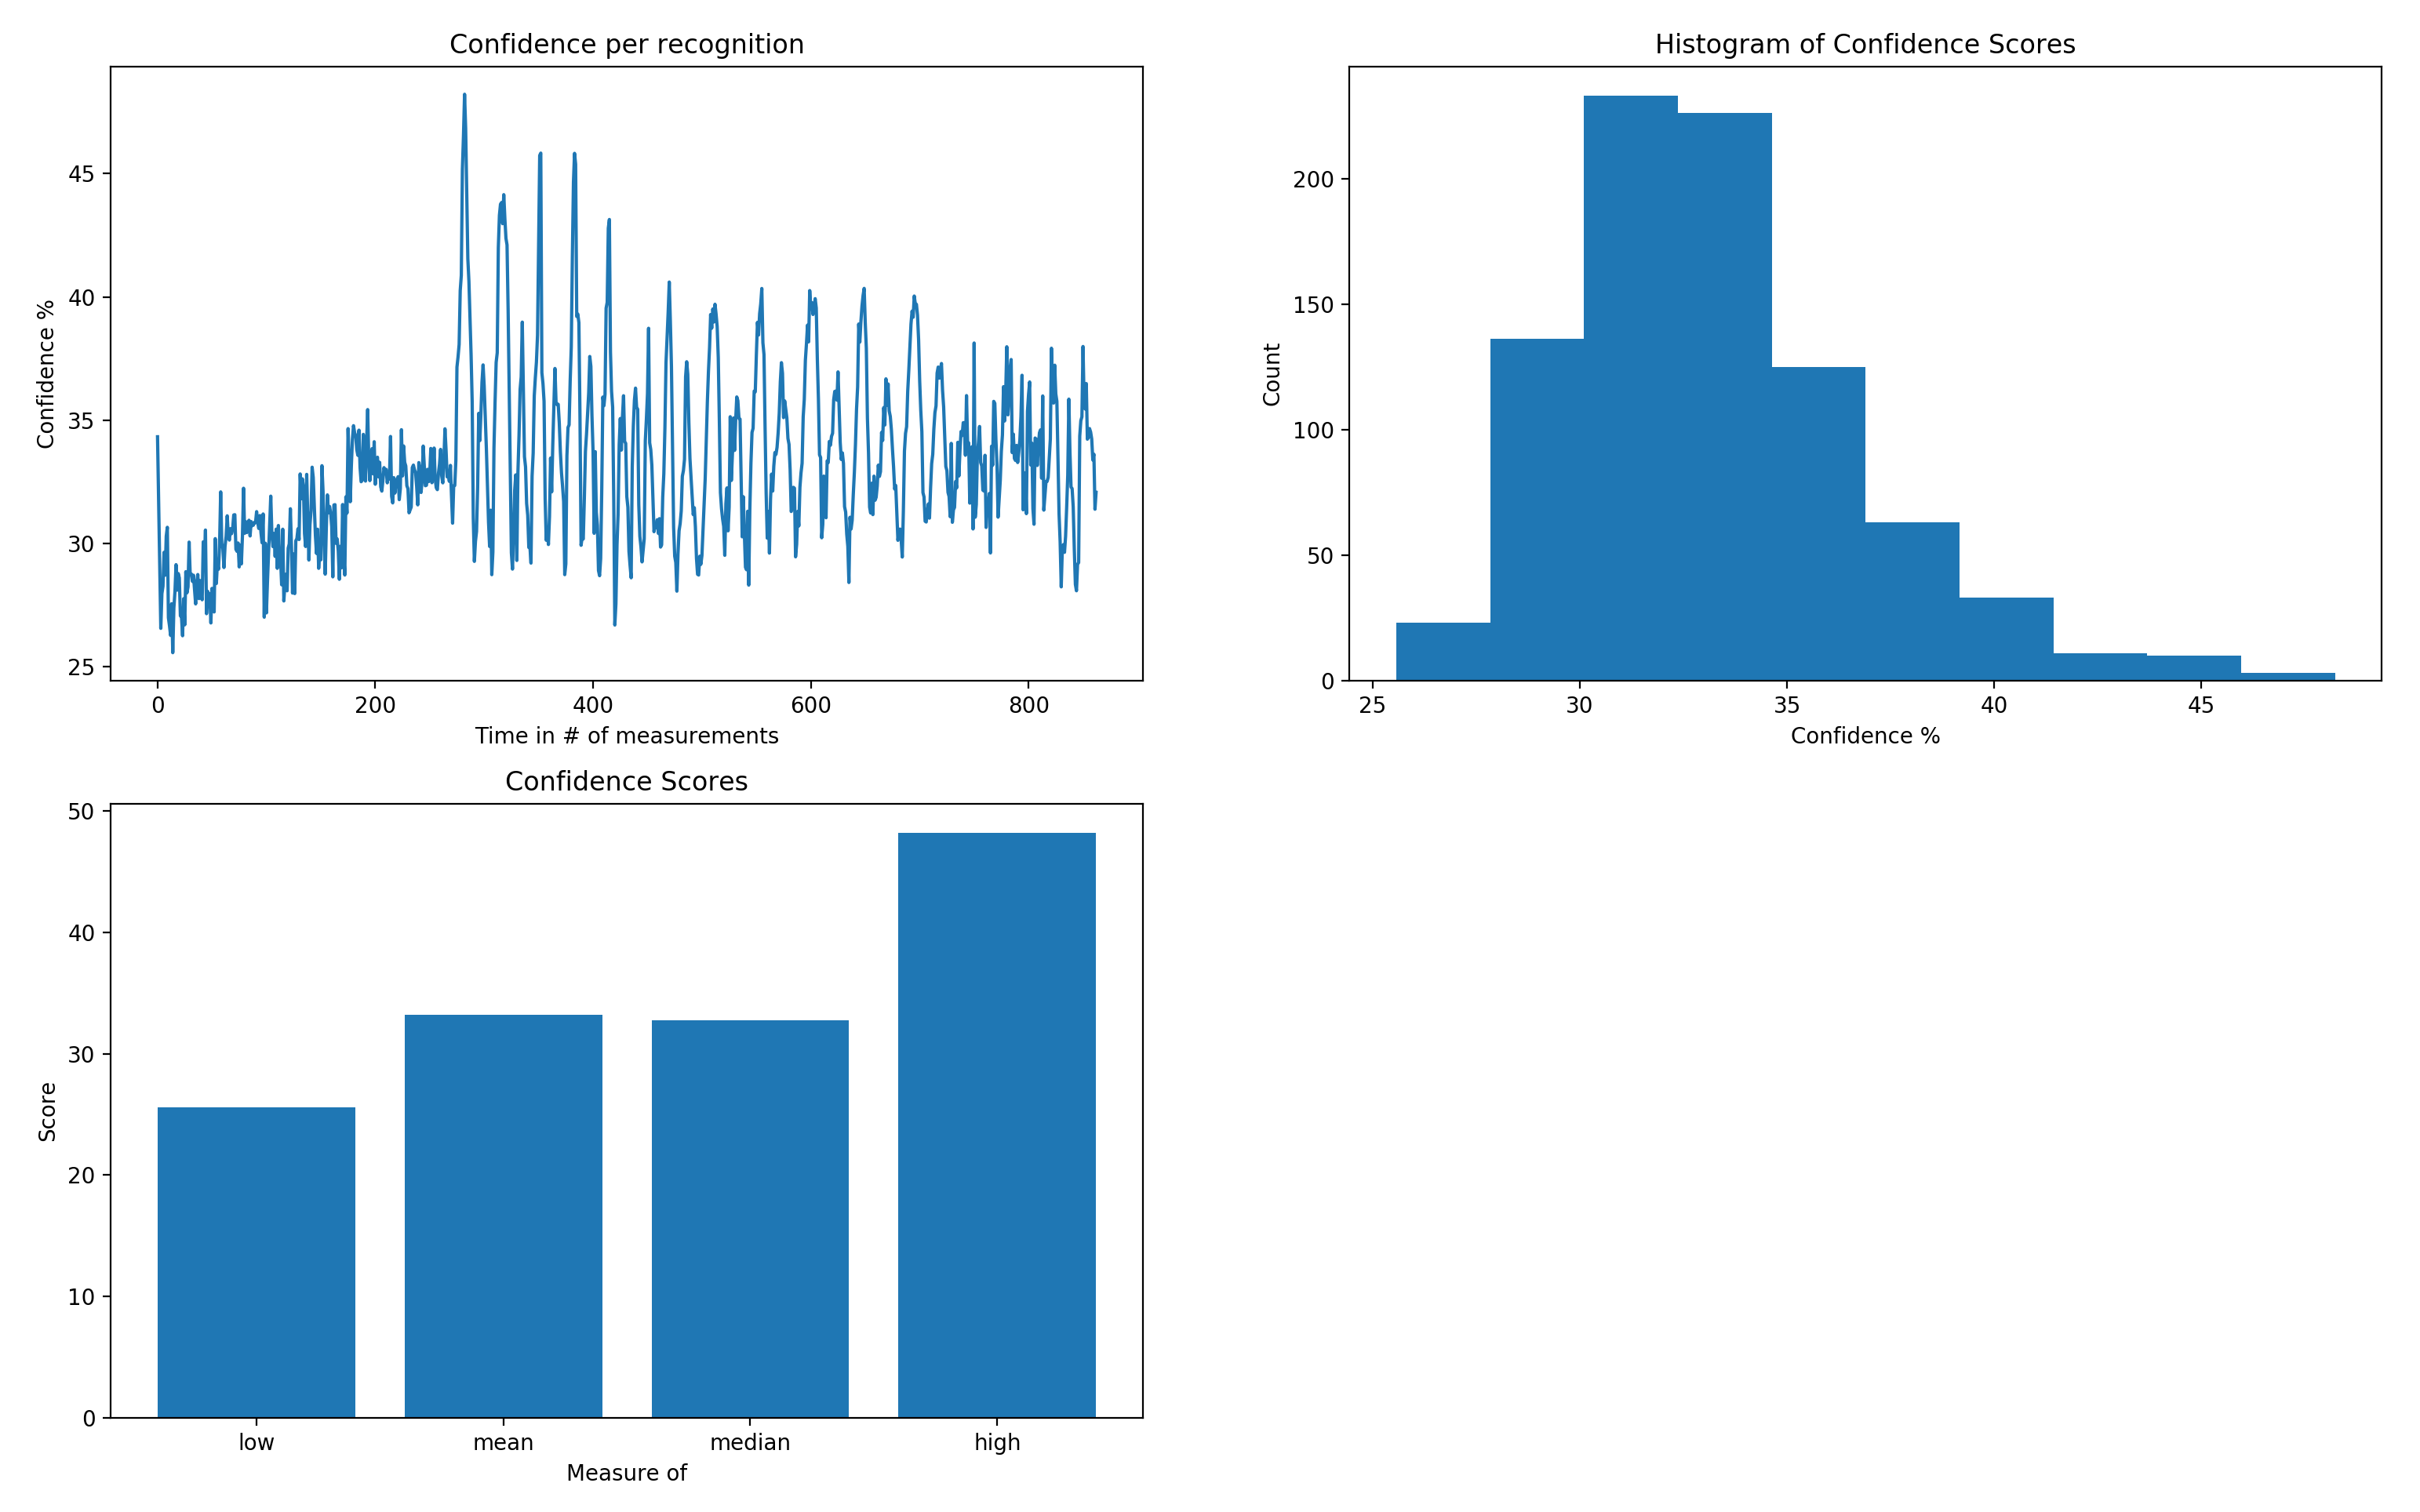 Confidence per recognition
Confidence %
45
40
35
30
25
0 200 400 600 800
Time in # of measurements
Histogram of Confidence Scores
Count
200
150
100
50
0
25 30 35 40 45
Confidence %
Confidence Scores
Score
50
40
30
20
10
0
low mean median high
Measure of